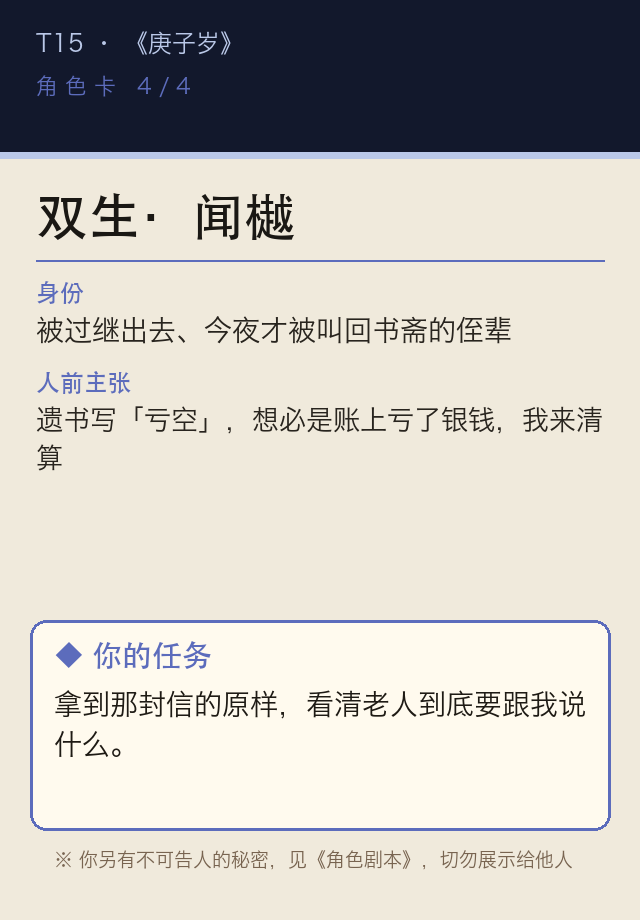 T15 · 《庚子岁》
角色卡 4/4
双生· 闻樾
身份
被过继出去、今夜才被叫回书斋的侄辈
人前主张
遗书写「亏空」，想必是账上亏了银钱，我来清
算
◆ 你的任务
拿到那封信的原样，看清老人到底要跟我说
什么。
※ 你另有不可告人的秘密，见《角色剧本》，切勿展示给他人